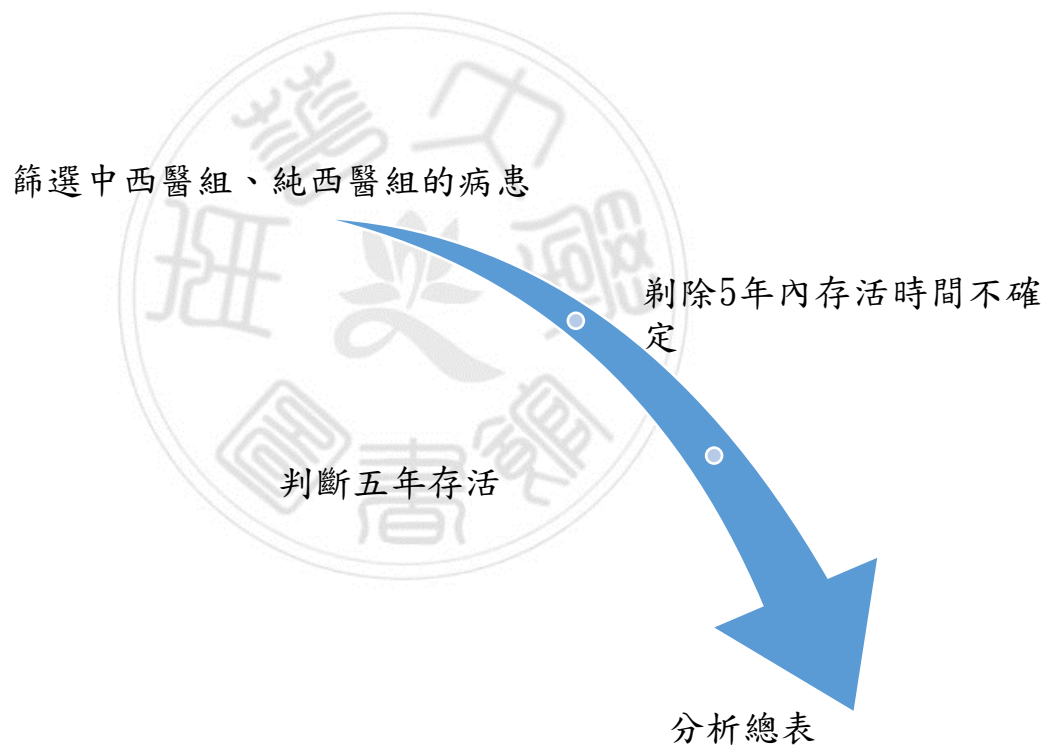 篩選中西醫組、純西醫組的病患
剃除5年內存活時間不確
定
判斷五年存活
分析總表